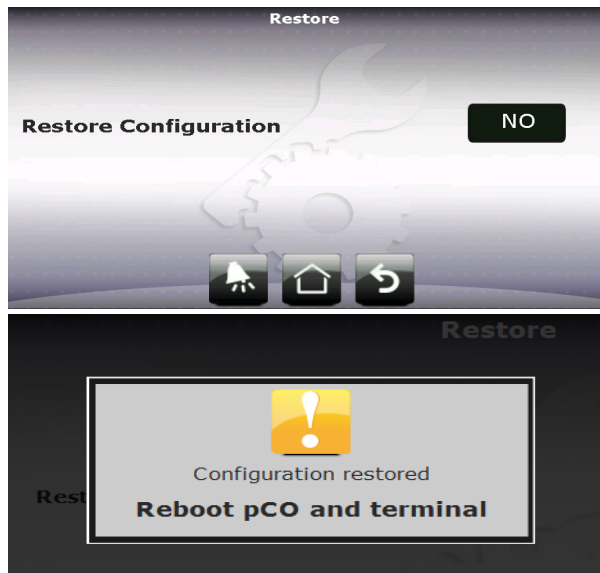 Restore
Restore Configuration
NO
Restore
Rest
Configuration restored
Reboot pCO and terminal